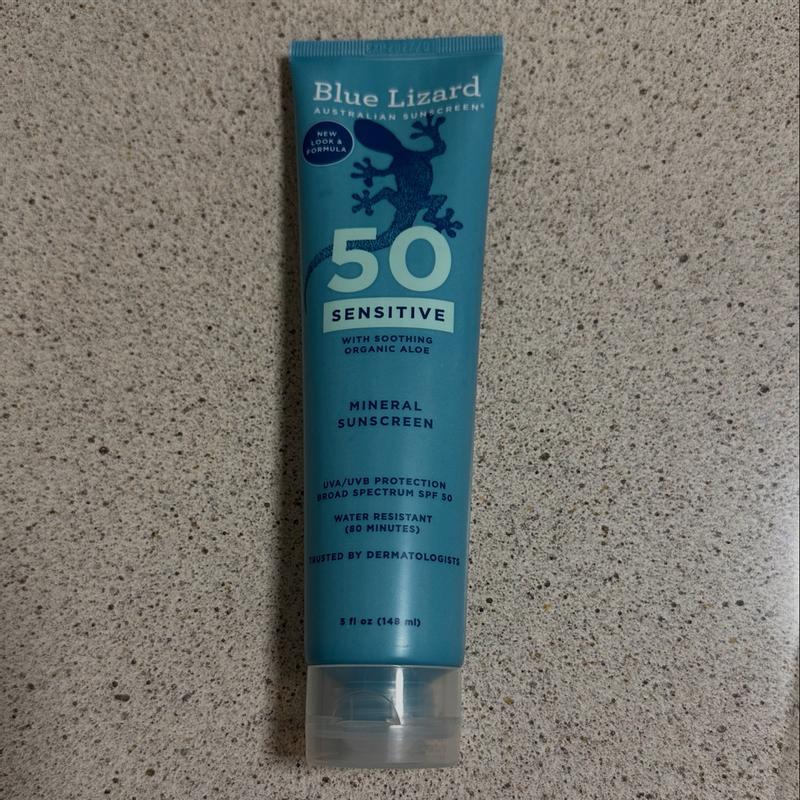 Blue Lizard
AUSTRALIAN SUNSCREEN
NEW
LOOK &
FORMULA
50
SENSITIVE
WITH SOOTHING
ORGANIC ALOE
MINERAL
SUNSCREEN
UVA/UVB PROTECTION
BROAD SPECTRUM SPF 50
WATER RESISTANT
(80 MINUTES)
TRUSTED BY DERMATOLOGISTS
5 fl oz (148 ml)